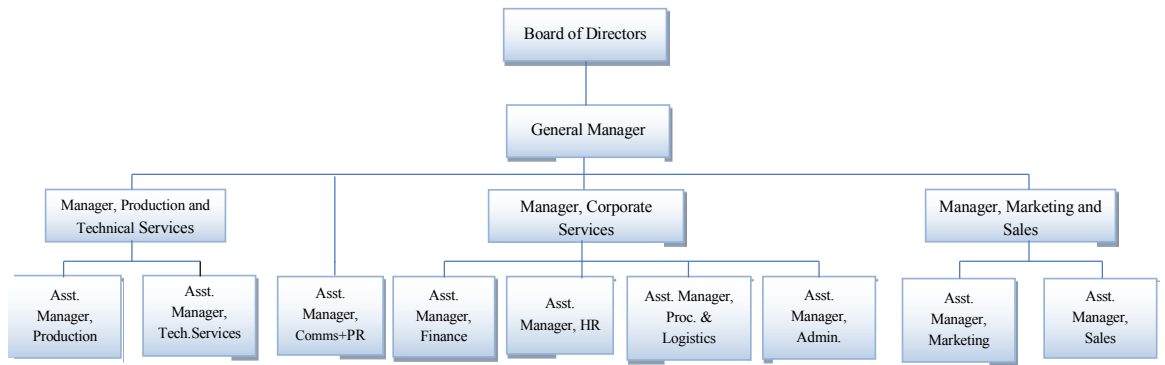 Board of Directors
General Manager
Manager, Production and
Technical Services
Manager, Corporate
Services
Manager, Marketing and
Sales
Asst.
Manager,
Production
Asst.
Manager,
Tech.Services
Asst.
Manager,
Comms+PR
Asst.
Manager,
Finance
Asst.
Manager, HR
Asst. Manager,
Proc. &
Logistics
Asst.
Manager,
Admin.
Asst.
Manager,
Marketing
Asst.
Manager,
Sales